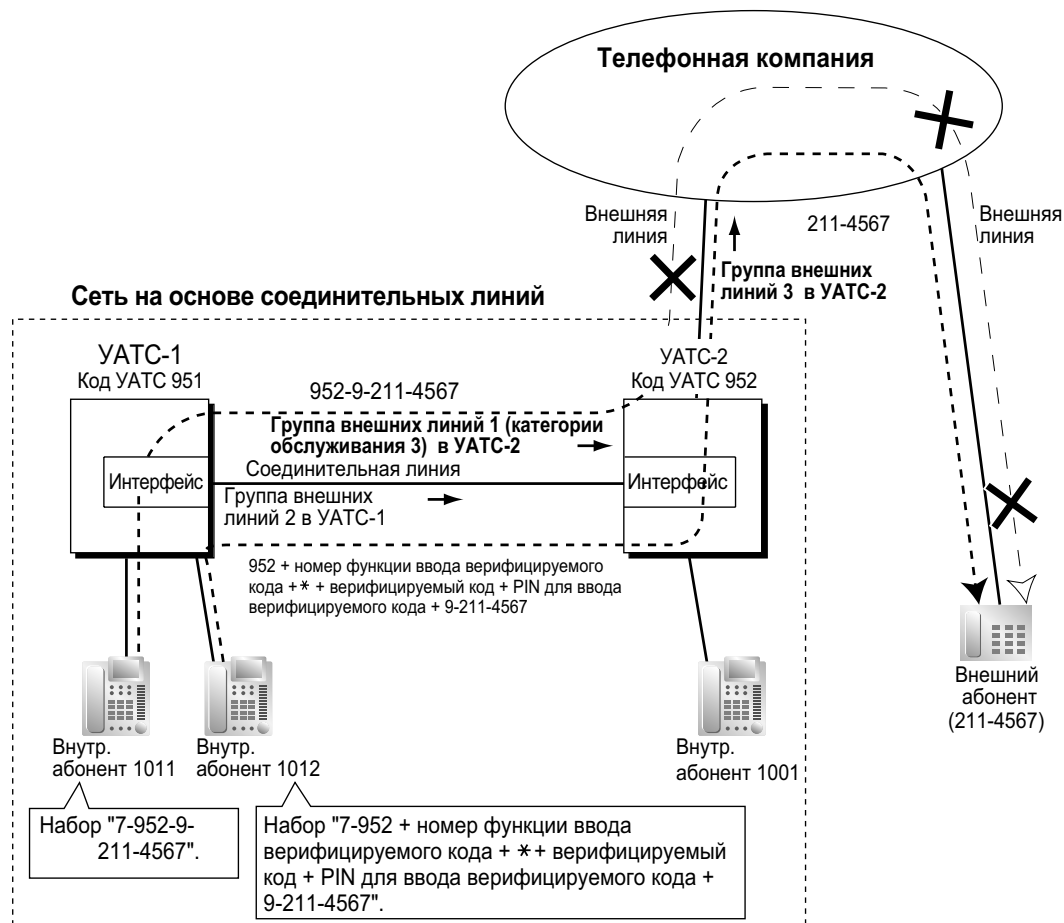 Телефонная компания
Внешняя
линия
211-4567
Внешняя
линия
Группа внешних
линий 3 в УАТС-2
Сеть на основе соединительных линий
УАТС-1
Код УАТС 951
УАТС-2
Код УАТС 952
952-9-211-4567
Группа внешних линий 1 (категории
обслуживания 3) в УАТС-2
Соединительная линия
Интерфейс
Интерфейс
Группа внешних
линий 2 в УАТС-1
952 + номер функции ввода верифицируемого
кода + * + верифицируемый код + PIN для ввода
верифицируемого кода + 9-211-4567
Внутр.
абонент 1011
Внутр.
абонент 1012
Внутр.
абонент 1001
Внешний
абонент
(211-4567)
Набор "7-952-9-
211-4567".
Набор "7-952 + номер функции ввода
верифицируемого кода + * + верифицируемый
код + PIN для ввода верифицируемого кода +
9-211-4567".